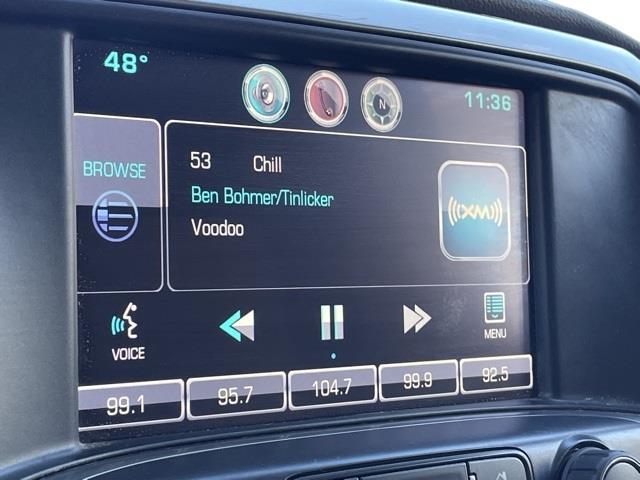 48°
N
11:36
BROWSE
53 Chill
Ben Bohmer/Tinlicker
Voodoo
((XM))
VOICE
MENU
99.1 95.7 104.7 99.9 92.5